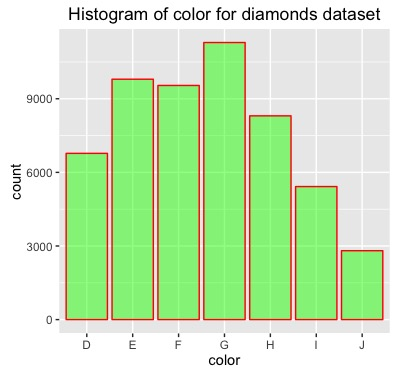 Histogram of color for diamonds dataset
count
9000
6000
3000
0
D E F G H I J
color